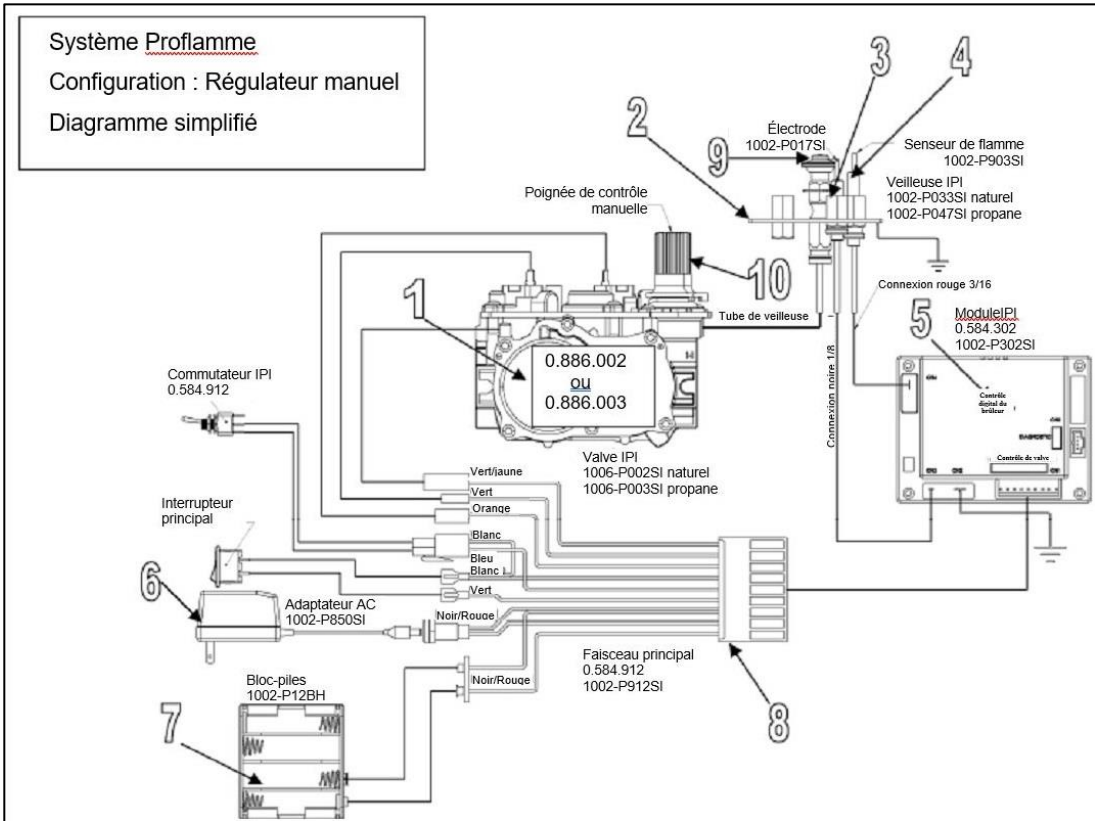 Système Proflamme
Configuration : Régulateur manuel
Diagramme simplifié
1
2
3
4
5
6
7
8
9
10
Électrode
1002-P017SI
Senseur de flamme
1002-P903SI
Veilleuse IPI
1002-P033SI naturel
1002-P047SI propane
Poignée de contrôle
manuelle
Tube de veilleuse
Connexion rouge 3/16
Connexion noire 1/8
ModuleIPI
0.584.302
1002-P302SI
Contrôle
digital du
brûleur
Contrôle de valve
0.886.002
ou
0.886.003
Valve IPI
1006-P002SI naturel
1006-P003SI propane
Commutateur IPI
0.584.912
Interrupteur
principal
Vert/jaune
Vert
Orange
Blanc
Bleu
Blanc
Vert
Noir/Rouge
Noir/Rouge
Adaptateur AC
1002-P850SI
Faisceau principal
0.584.912
1002-P912SI
Bloc-piles
1002-P12BH